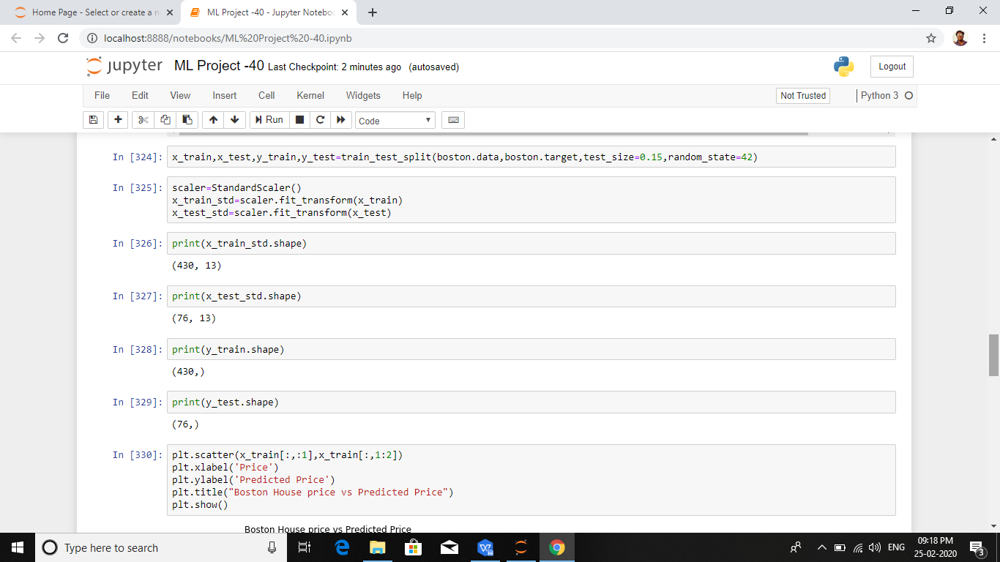 Home Page - Select or create a n
ML Project -40 - Jupyter Noteboo
localhost:8888/notebooks/ML%20Project%20-40.ipynb
jupyter ML Project -40 Last Checkpoint: 2 minutes ago (autosaved)
Logout
File Edit View Insert Cell Kernel Widgets Help
Not Trusted
Python 3
Run
Code
In [324]: x_train,x_test,y_train,y_test=train_test_split(boston.data,boston.target,test_size=0.15,random_state=42)
In [325]: scaler=StandardScaler()
x_train_std=scaler.fit_transform(x_train)
x_test_std=scaler.fit_transform(x_test)
In [326]: print(x_train_std.shape)
(430, 13)
In [327]: print(x_test_std.shape)
(76, 13)
In [328]: print(y_train.shape)
(430,)
In [329]: print(y_test.shape)
(76,)
In [330]: plt.scatter(x_train[:,:1],x_train[:,1:2])
plt.xlabel('Price')
plt.ylabel('Predicted Price')
plt.title("Boston House price vs Predicted Price")
plt.show()
Boston House price vs Predicted Price
Type here to search
ENG
09:18 PM
25-02-2020
3